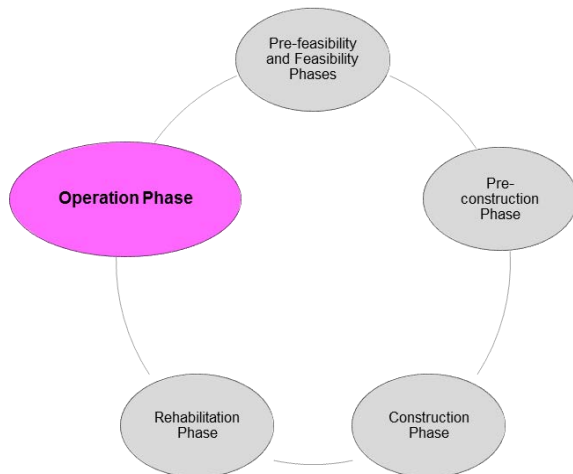 Pre-feasibility
and Feasibility
Phases
Operation Phase
Pre-
construction
Phase
Rehabilitation
Phase
Construction
Phase